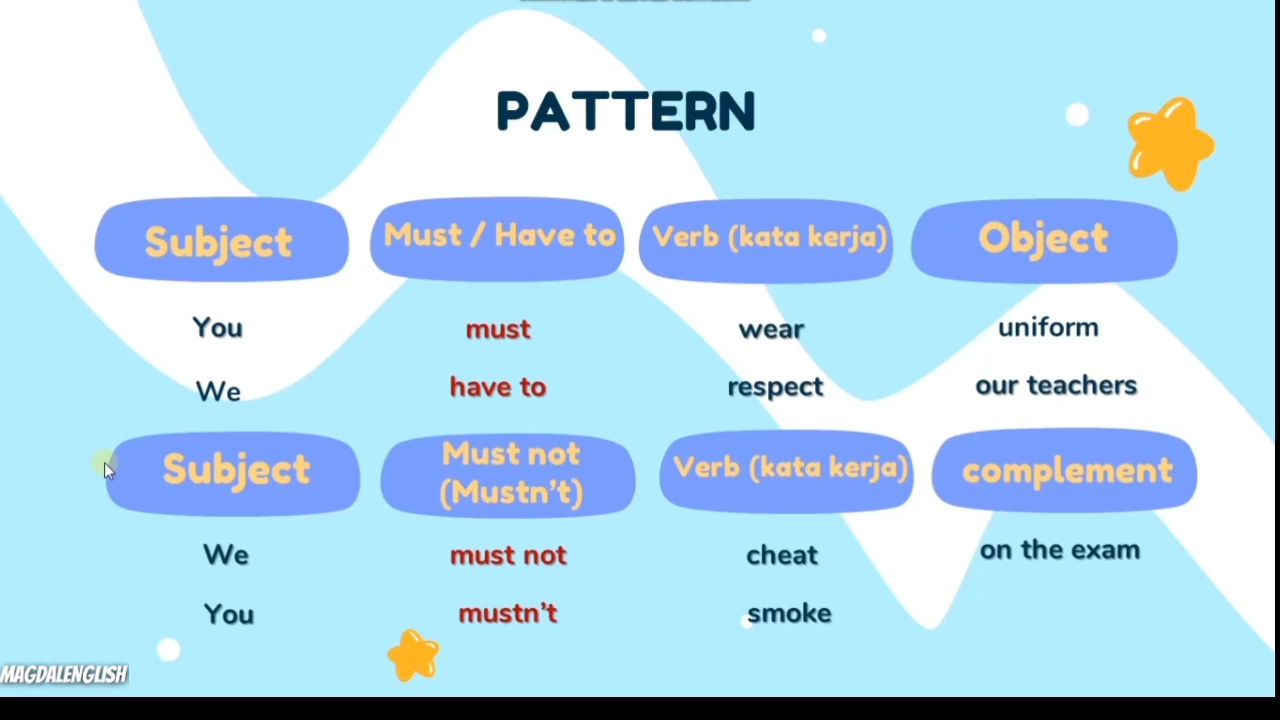 PATTERN
Subject Must / Have to Verb (kata kerja) Object
You must wear uniform
We have to respect our teachers
Subject Must not (Mustn't) Verb (kata kerja) complement
We must not cheat on the exam
You mustn't smoke
MAGDALENGLISH